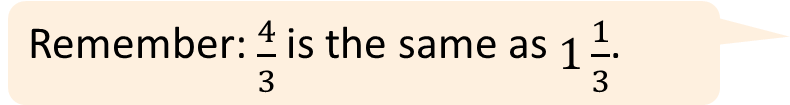 Remember: 4/3 is the same as 1 1/3.